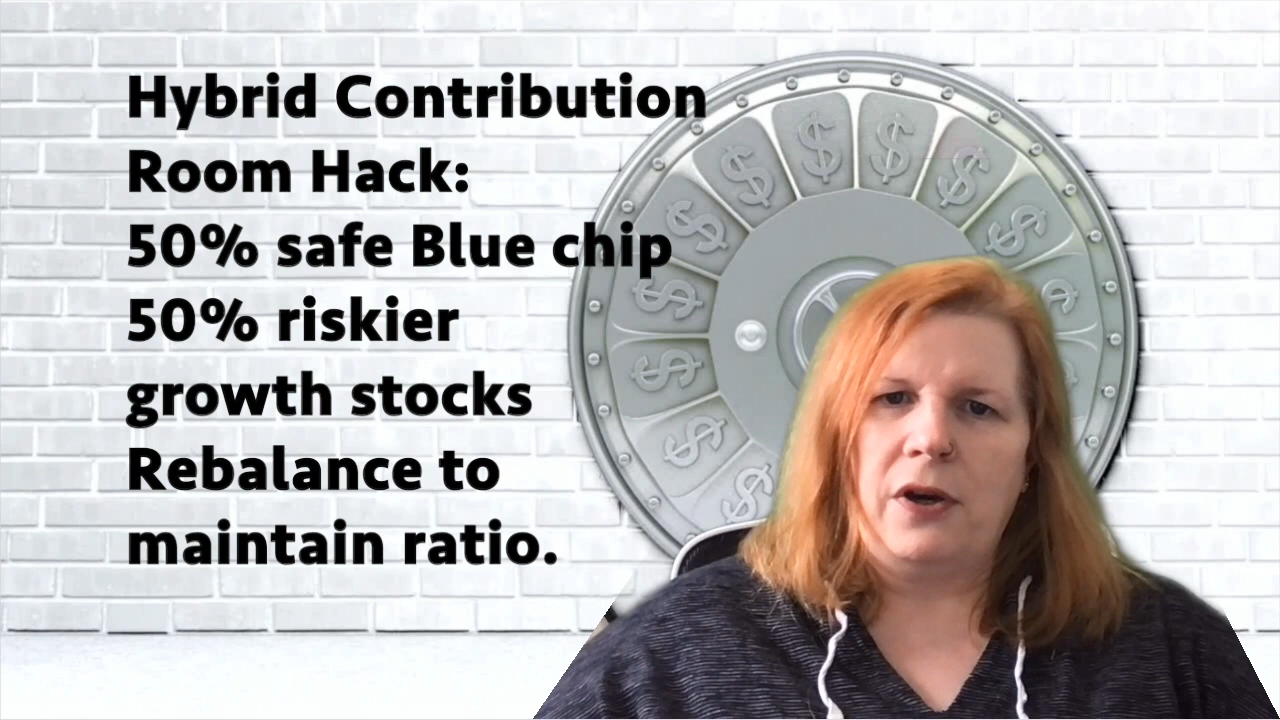 Hybrid Contribution
Room Hack:
50% safe Blue chip
50% riskier
growth stocks
Rebalance to
maintain ratio.